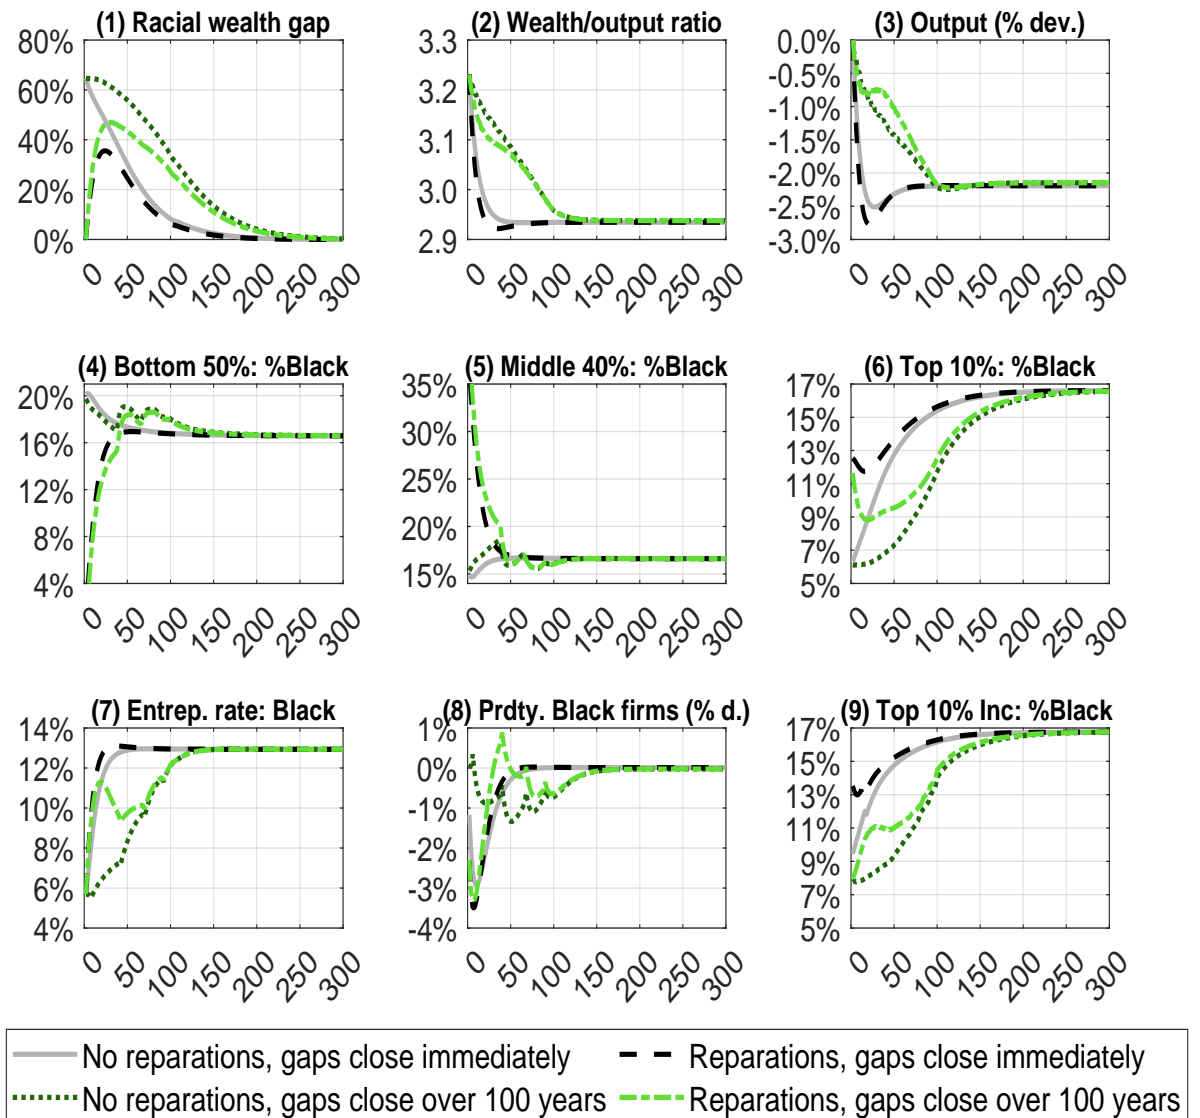 (1) Racial wealth gap
80%
60%
40%
20%
0%
0 50 100 150 200 250 300
(2) Wealth/output ratio
3.3
3.2
3.1
3.0
2.9
0 50 100 150 200 250 300
(3) Output (% dev.)
0.0%
-0.5%
-1.0%
-1.5%
-2.0%
-2.5%
-3.0%
0 50 100 150 200 250 300
(4) Bottom 50%: %Black
20%
16%
12%
8%
4%
0 50 100 150 200 250 300
(5) Middle 40%: %Black
35%
30%
25%
20%
15%
0 50 100 150 200 250 300
(6) Top 10%: %Black
17%
15%
13%
11%
9%
7%
5%
0 50 100 150 200 250 300
(7) Entrep. rate: Black
14%
12%
10%
8%
6%
4%
0 50 100 150 200 250 300
(8) Prdty. Black firms (% d.)
1%
0%
-1%
-2%
-3%
-4%
0 50 100 150 200 250 300
(9) Top 10% Inc: %Black
17%
15%
13%
11%
9%
7%
5%
0 50 100 150 200 250 300
No reparations, gaps close immediately
Reparations, gaps close immediately
No reparations, gaps close over 100 years
Reparations, gaps close over 100 years